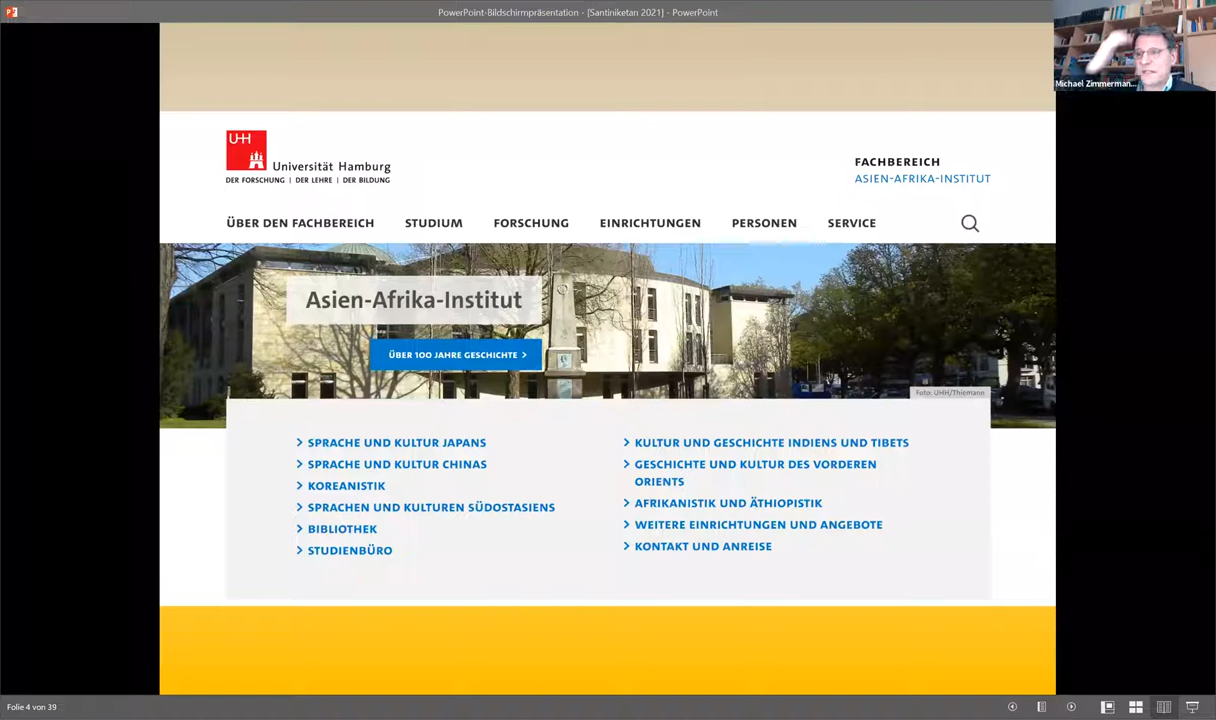 PowerPoint-Bildschirmpräsentation - [Santiniketan 2021] - PowerPoint
Michael Zimmerman...
UHH
Universität Hamburg
DER FORSCHUNG | DER LEHRE | DER BILDUNG
FACHBEREICH
ASIEN-AFRIKA-INSTITUT
ÜBER DEN FACHBEREICH STUDIUM FORSCHUNG EINRICHTUNGEN PERSONEN SERVICE
Asien-Afrika-Institut
ÜBER 100 JAHRE GESCHICHTE >
Foto: UHH/Thiemann
> SPRACHE UND KULTUR JAPANS
> SPRACHE UND KULTUR CHINAS
> KOREANISTIK
> SPRACHEN UND KULTUREN SÜDOSTASIENS
> BIBLIOTHEK
> STUDIENBÜRO
> KULTUR UND GESCHICHTE INDIENS UND TIBETS
> GESCHICHTE UND KULTUR DES VORDEREN
ORIENTS
> AFRIKANISTIK UND ÄTHIOPISTIK
> WEITERE EINRICHTUNGEN UND ANGEBOTE
> KONTAKT UND ANREISE
Folie 4 von 39